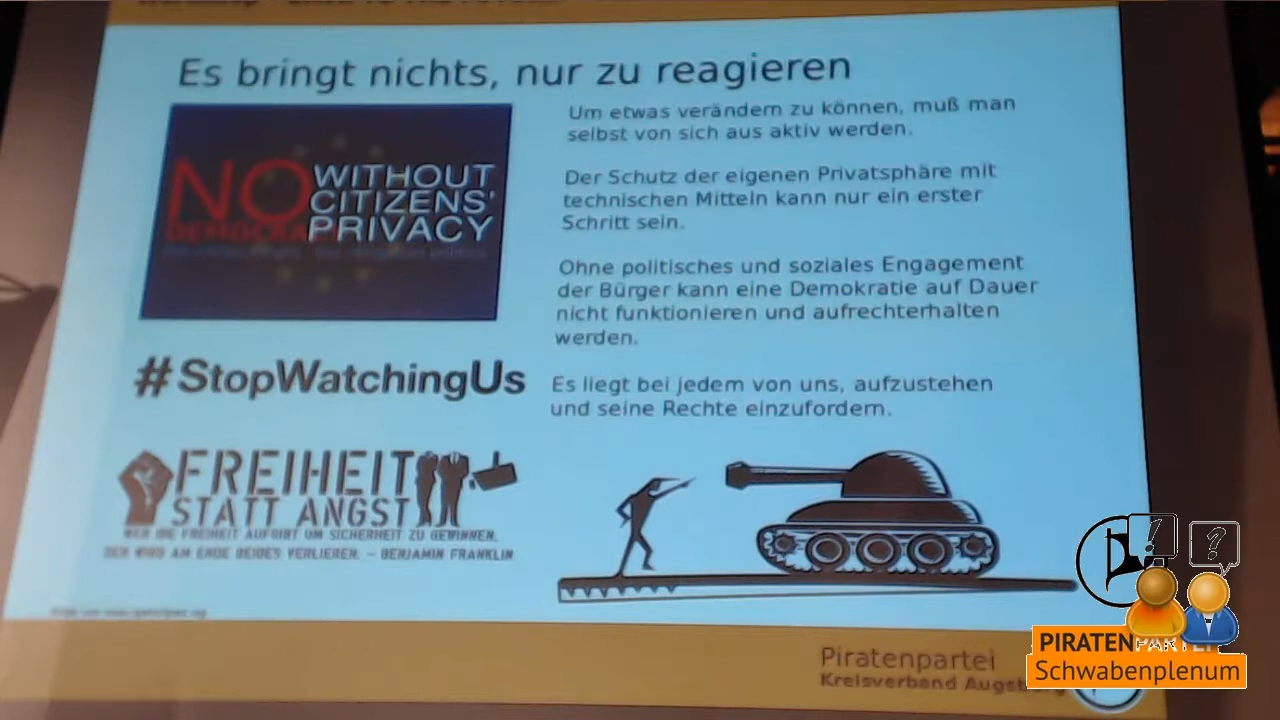 Es bringt nichts, nur zu reagieren
NO
WITHOUT
CITIZENS'
PRIVACY
Um etwas verändern zu können, muß man
selbst von sich aus aktiv werden.
Der Schutz der eigenen Privatsphäre mit
technischen Mitteln kann nur ein erster
Schritt sein.
Ohne politisches und soziales Engagement
der Bürger kann eine Demokratie auf Dauer
nicht funktionieren und aufrechterhalten
werden.
Es liegt bei jedem von uns, aufzustehen
und seine Rechte einzufordern.
#StopWatchingUs
FREIHEIT
STATT ANGST
WER DIE FREIHEIT AUFGIBT UM SICHERHEIT ZU GEWINNEN,
DER WIRD AM ENDE BEIDES VERLIEREN. – BENJAMIN FRANKLIN
! ?
Piratenpartei
Kreisverband
PIRATENPARTEI
Schwabenplenum